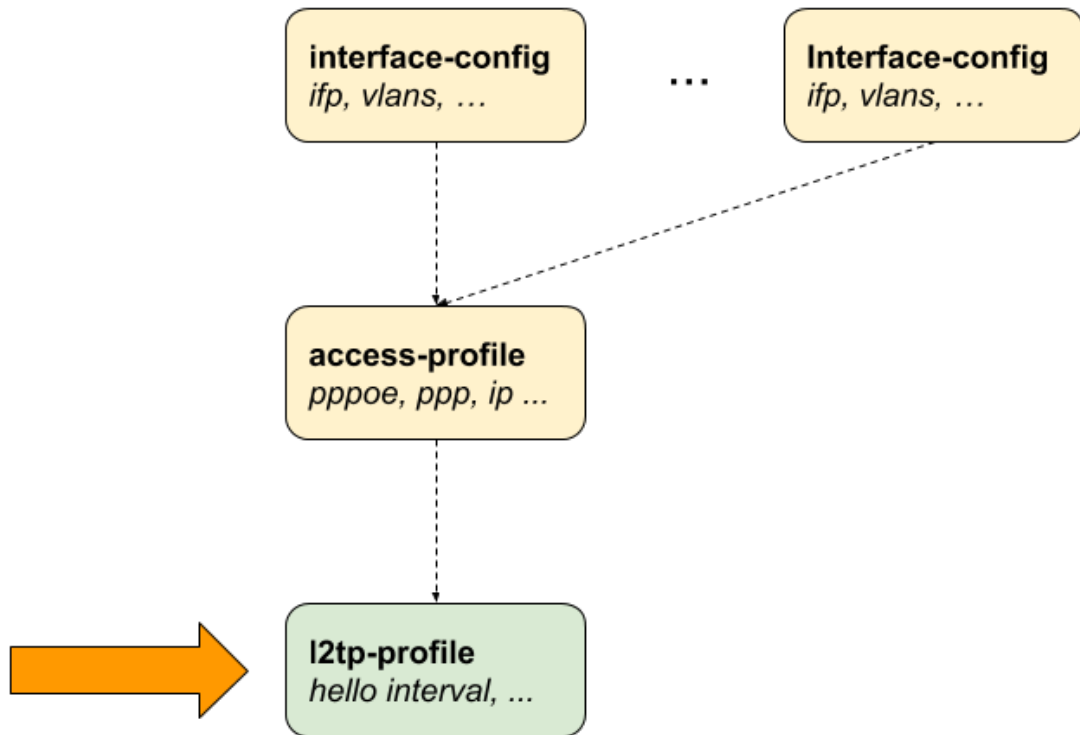 interface-config
ifp, vlans, …
...
Interface-config
ifp, vlans, …
access-profile
pppoe, ppp, ip ...
l2tp-profile
hello interval, ...